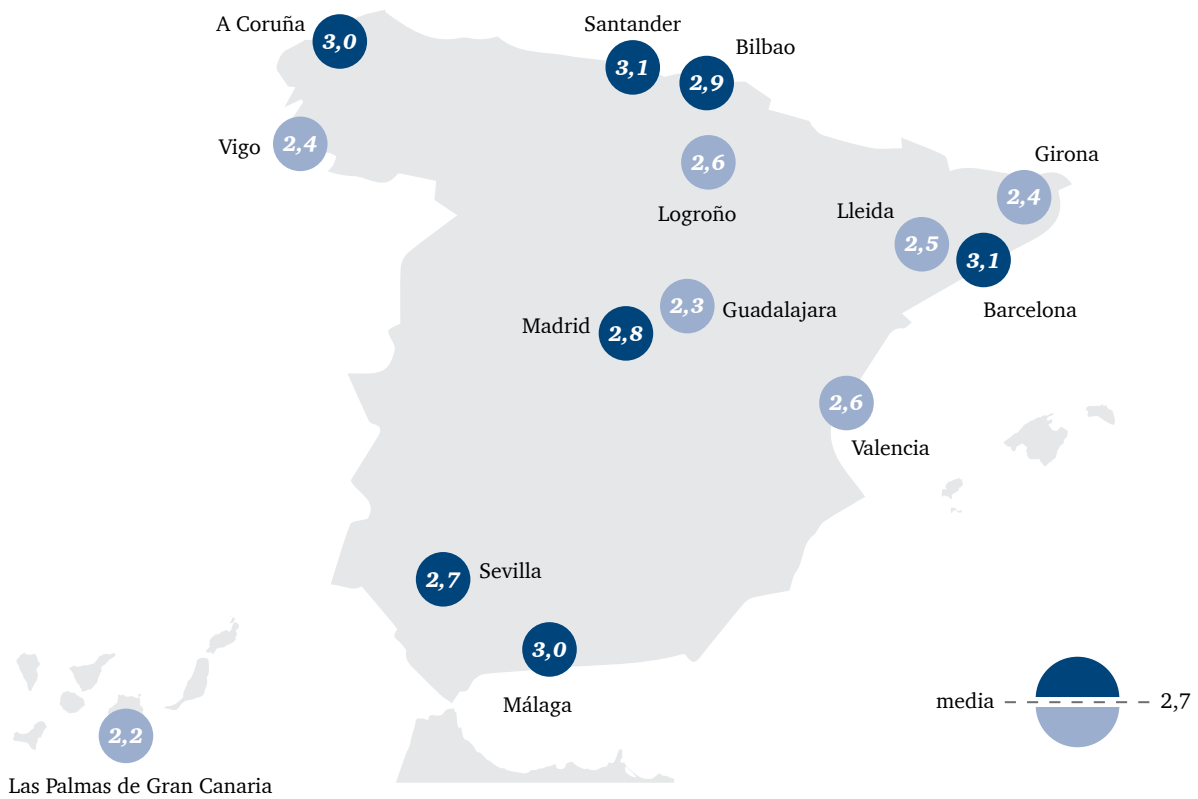 A Coruña
3,0
Santander
3,1
Bilbao
2,9
Vigo
2,4
2,6
Logroño
Girona
2,4
Lleida
2,5
3,1
Barcelona
2,3
Guadalajara
Madrid
2,8
2,6
Valencia
2,7
Sevilla
3,0
Málaga
media
2,7
2,2
Las Palmas de Gran Canaria